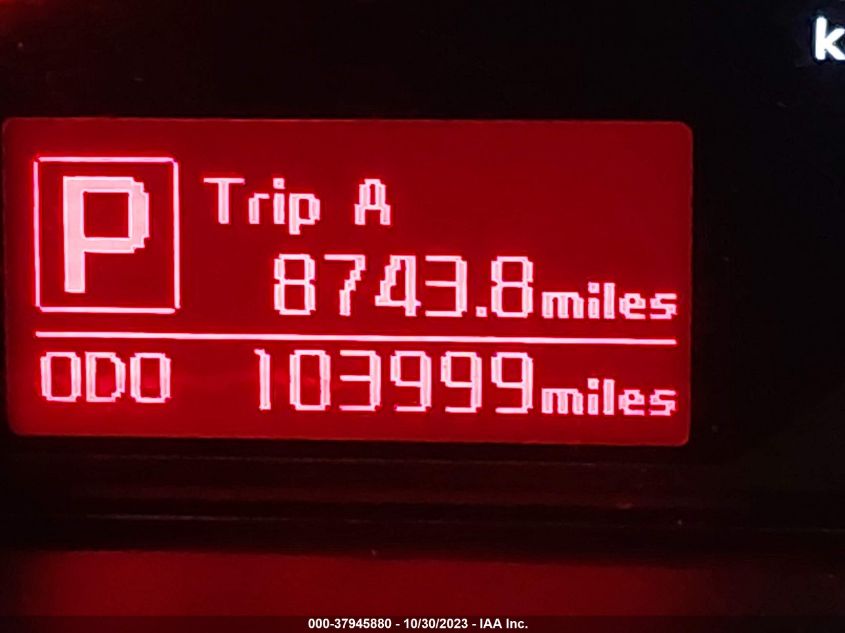 k
P
Trip A
8743.8miles
ODO 103999miles
000-37945880 - 10/30/2023 - IAA Inc.